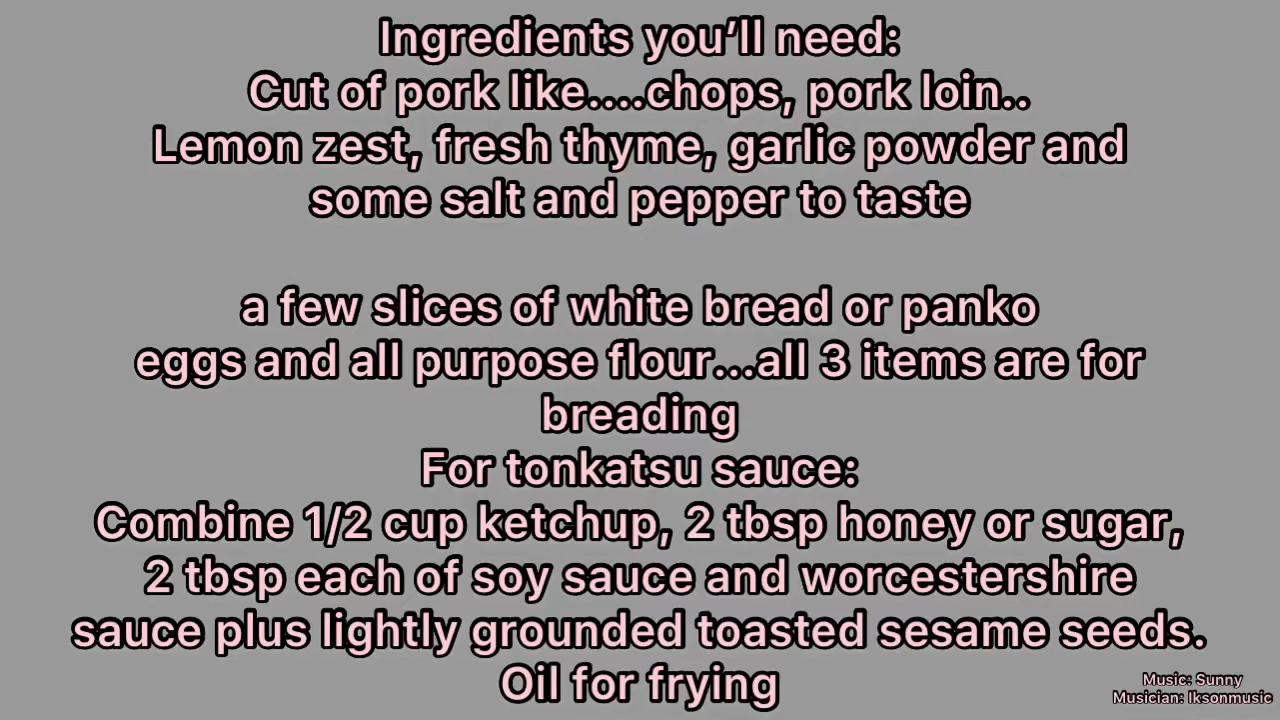 Ingredients you’ll need:
Cut of pork like....chops, pork loin..
Lemon zest, fresh thyme, garlic powder and
some salt and pepper to taste
a few slices of white bread or panko
eggs and all purpose flour...all 3 items are for
breading
For tonkatsu sauce:
Combine 1/2 cup ketchup, 2 tbsp honey or sugar,
2 tbsp each of soy sauce and worcestershire
sauce plus lightly grounded toasted sesame seeds.
Oil for frying
Music: Sunny
Musician: Iksonmusic